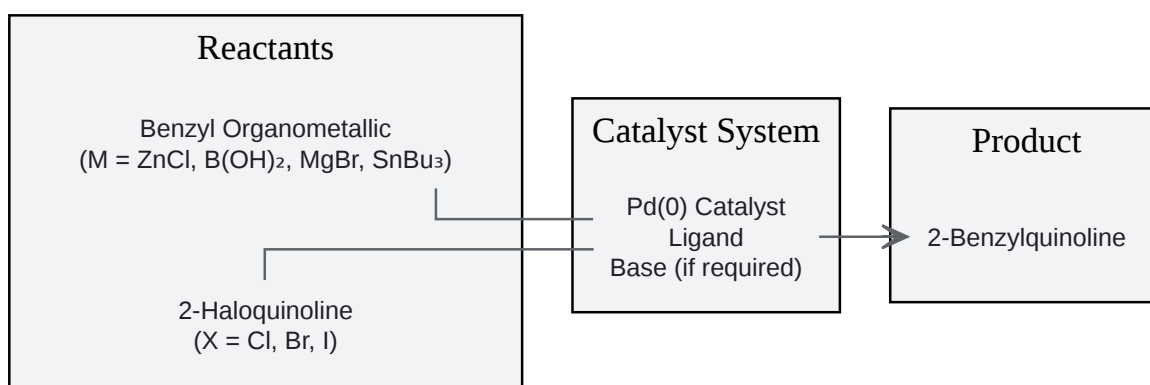 Reactants
Benzyl Organometallic
(M = ZnCl, B(OH)₂, MgBr, SnBu₃)
2-Haloquinoline
(X = Cl, Br, I)
Catalyst System
Pd(0) Catalyst
Ligand
Base (if required)
Product
2-Benzylquinoline